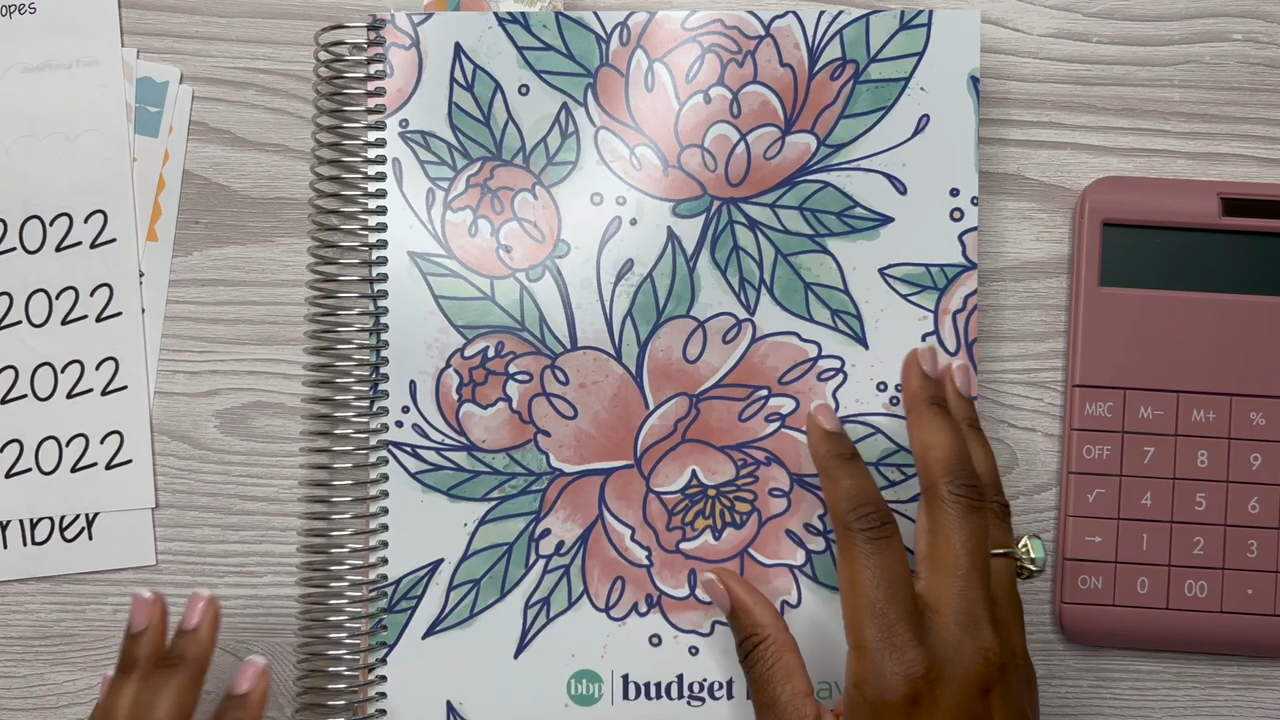 opes
2022
2022
2022
2022
mber
bbp | budget
MRC M− M+ %
OFF 7 8 9
√ 4 5 6
→ 1 2 3
ON 0 00 .